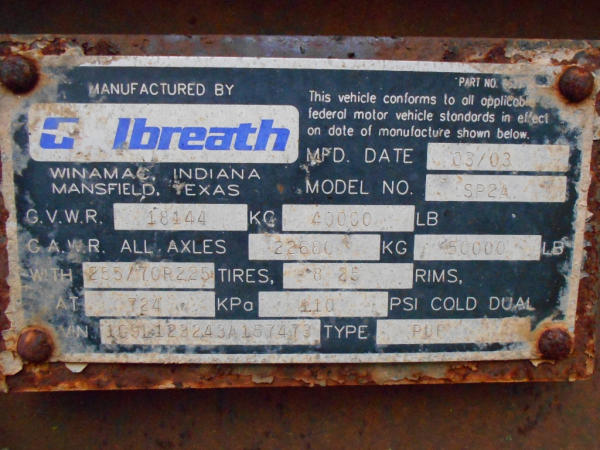 MANUFACTURED BY
PART NO.
G lbreath
This vehicle conforms to all applicable
federal motor vehicle standards in effect
on date of manufacture shown below.
WINAMAC, INDIANA
MANSFIELD, TEXAS
MFD. DATE 03/03
MODEL NO. SP24
G.V.W.R. 18144 KG 40000 LB
G.A.W.R. ALL AXLES 22680 KG 50000 LB
WITH 255/70R22.5 TIRES, 8.25 RIMS,
AT 724 KPa 110 PSI COLD DUAL
TYPE PUP